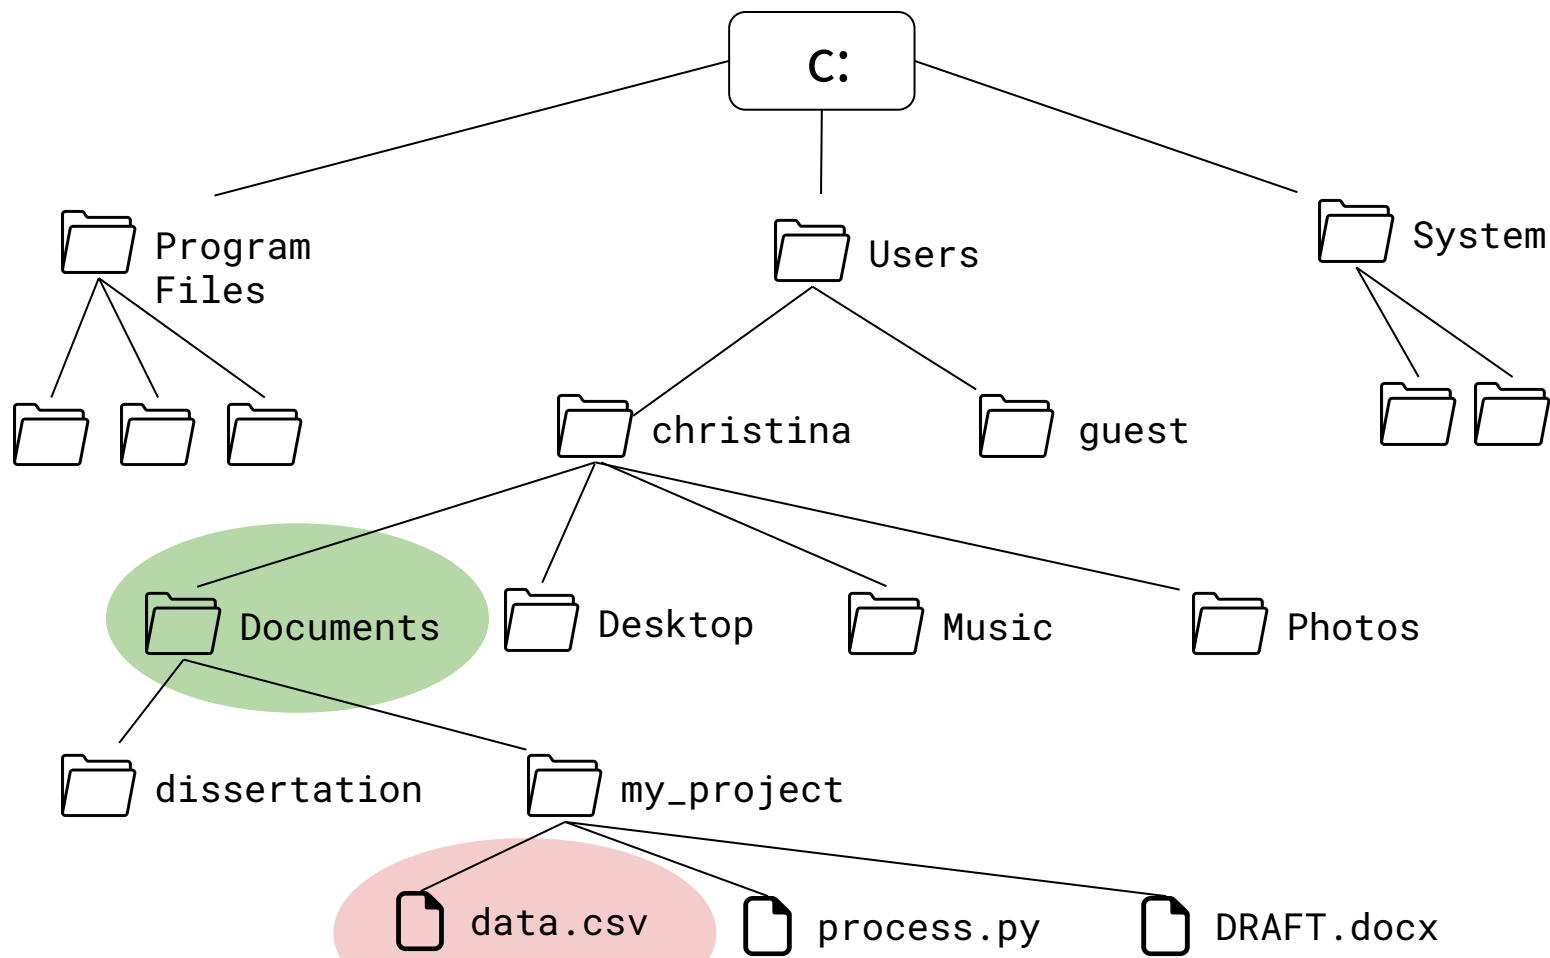 C:
Program
Files
Users
System
christina
guest
Documents
Desktop
Music
Photos
dissertation
my_project
data.csv
process.py
DRAFT.docx